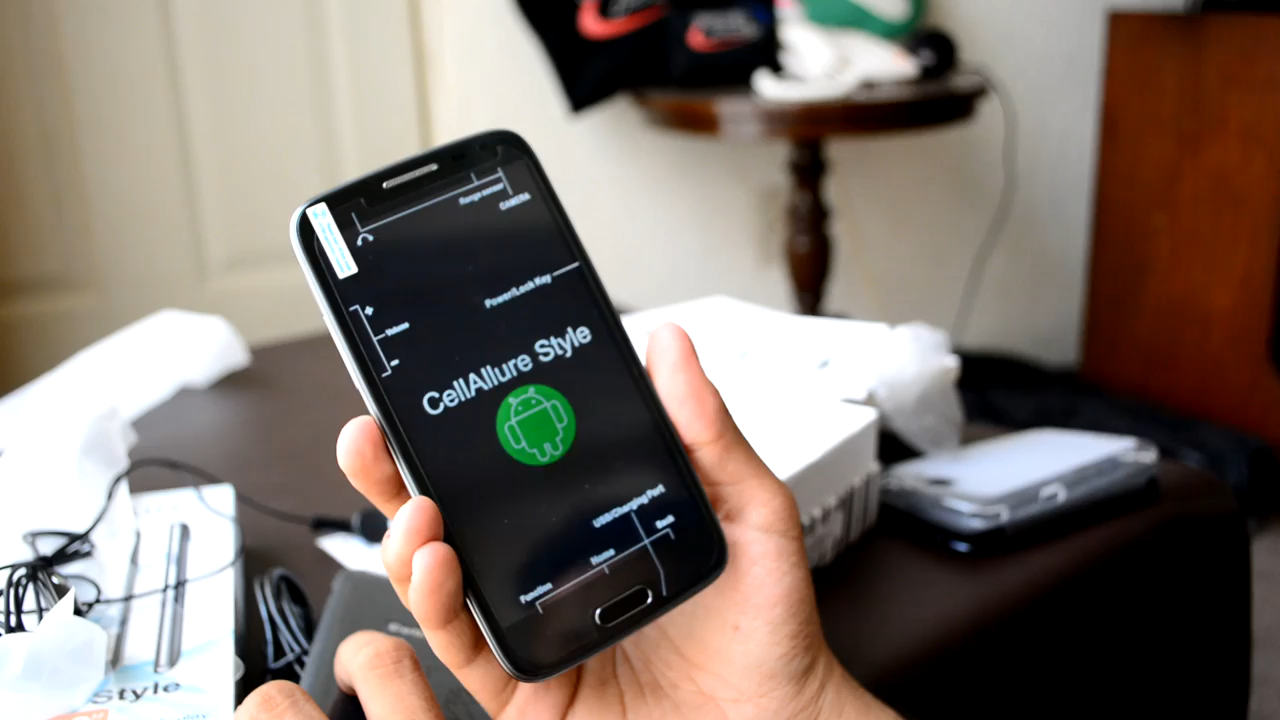 Range sensor
CAMERA
Power/Lock Key
+
Volume
-
CellAllure Style
USB/Charging Port
Back
Home
Function
Style